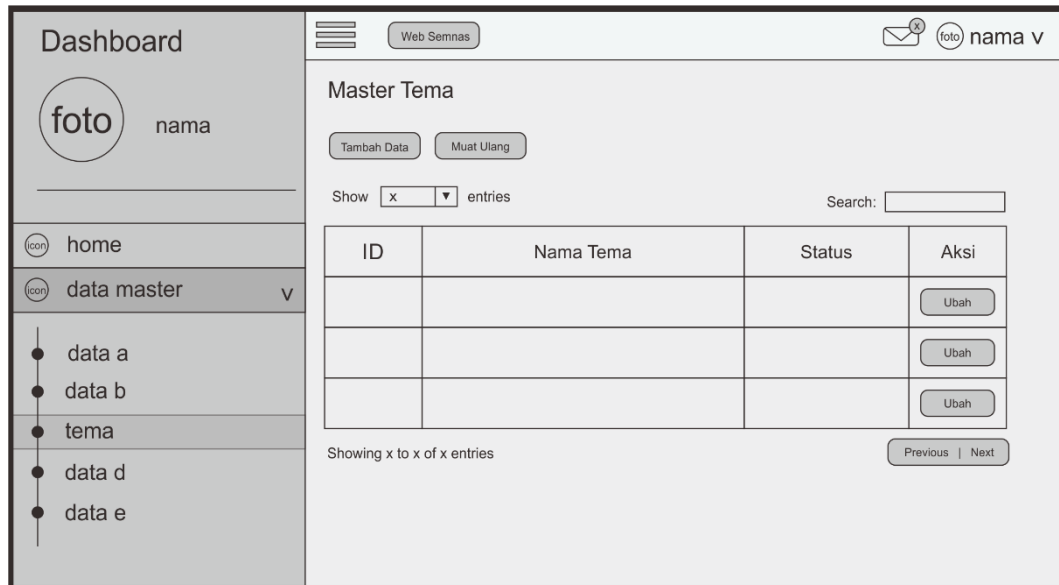 Dashboard
foto
nama
icon home
icon data master v
data a
data b
tema
data d
data e
Web Semnas
x
foto nama v
Master Tema
Tambah Data
Muat Ulang
Show x ▼ entries
Search:
ID Nama Tema Status Aksi
Ubah
Ubah
Ubah
Showing x to x of x entries
Previous | Next